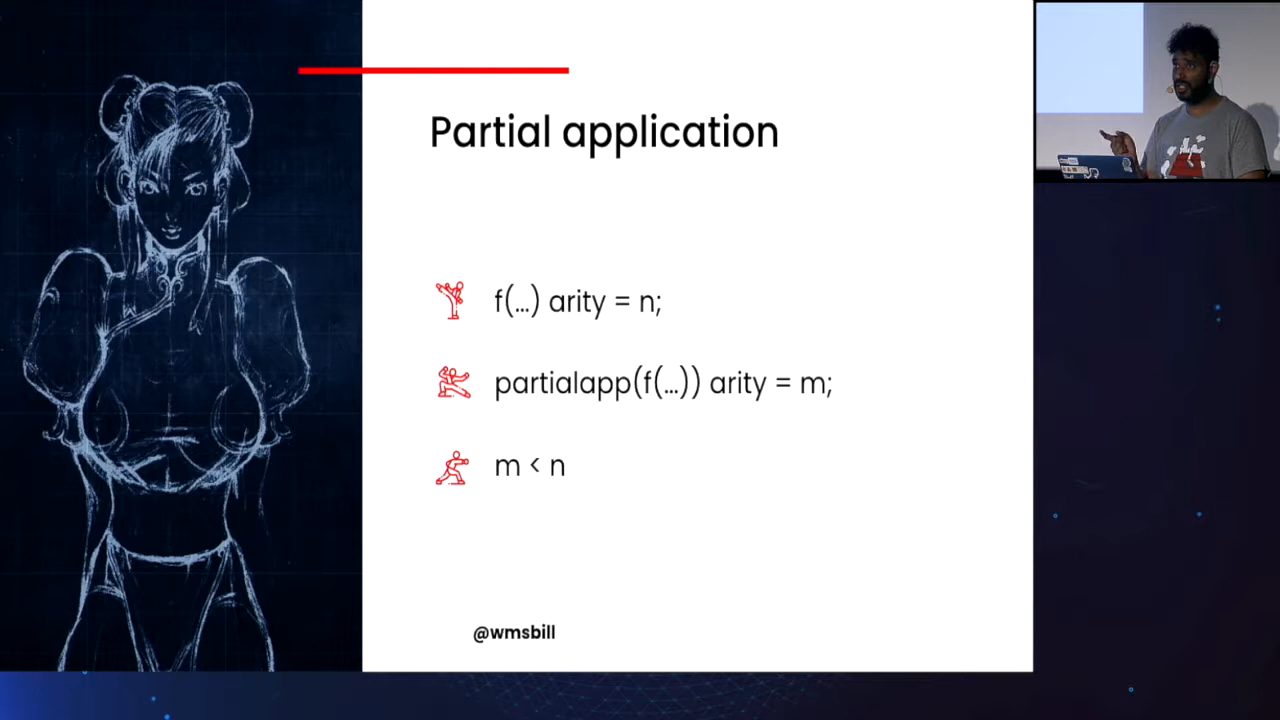 Partial application
f(...) arity = n;
partialapp(f(...)) arity = m;
m < n
@wmsbill